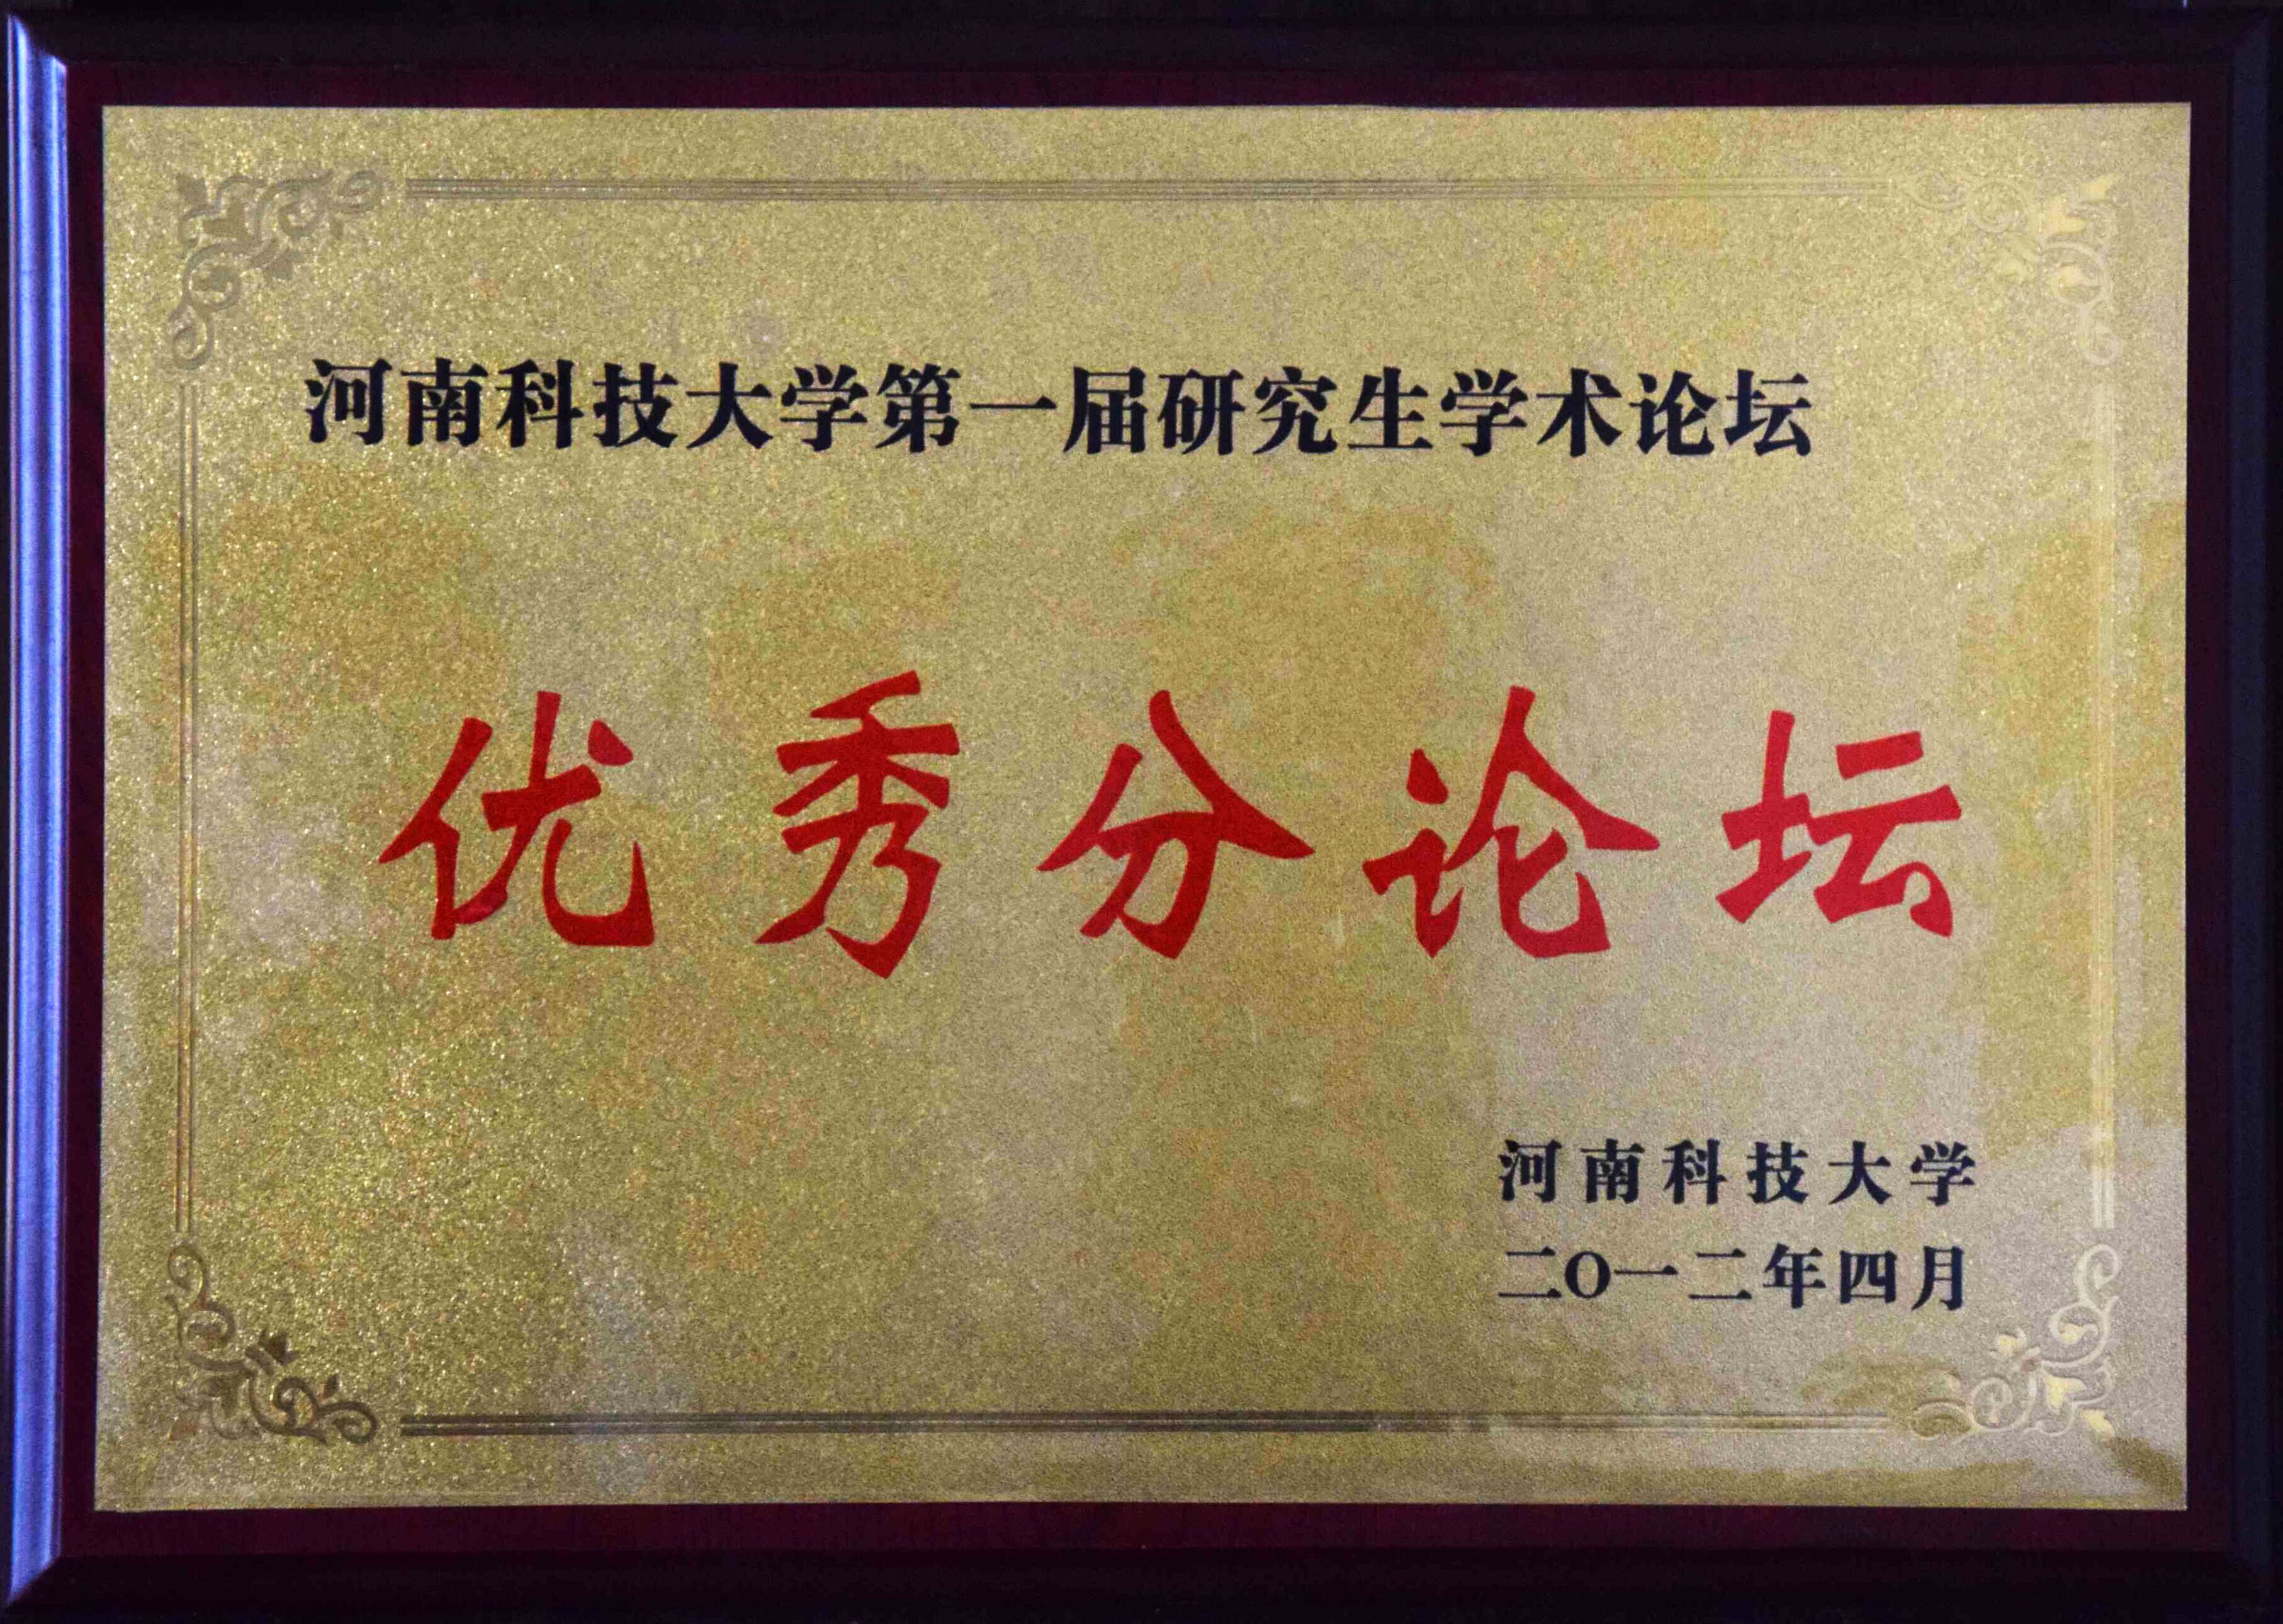 河南科技大学第一届研究生学术论坛
优秀分论坛
河南科技大学
二〇一二年四月